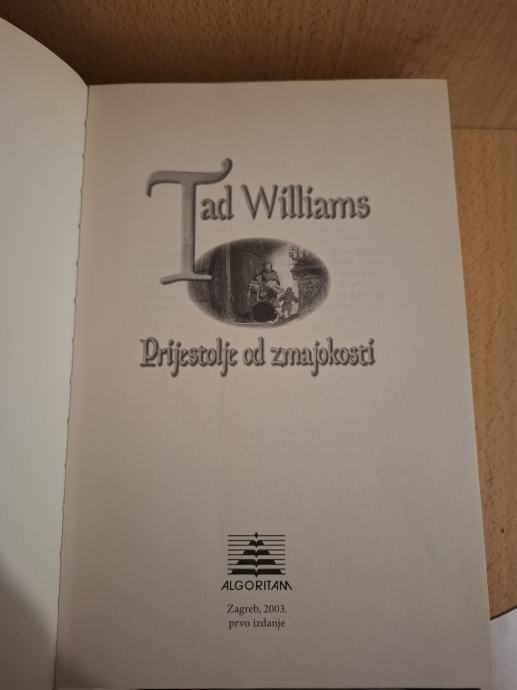 Tad Williams
Prijestolje od zmajokosti
ALGORITAM
Zagreb, 2003.
prvo izdanje